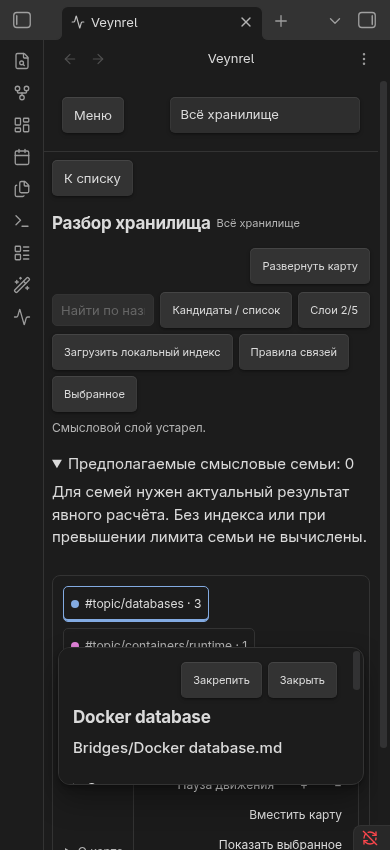 Veynrel
Veynrel
Меню
Всё хранилище
К списку
Разбор хранилища Всё хранилище
Развернуть карту
Найти по наз
Кандидаты / список
Слои 2/5
Загрузить локальный индекс
Правила связей
Выбранное
Смысловой слой устарел.
▼ Предполагаемые смысловые семьи: 0
Для семей нужен актуальный результат
явного расчёта. Без индекса или при
превышении лимита семьи не вычислены.
#topic/databases · 3
#topic/containers/runtime · 1
Закрепить
Закрыть
Docker database
Bridges/Docker database.md
Пауза движения
Вместить карту
Показать выбранное